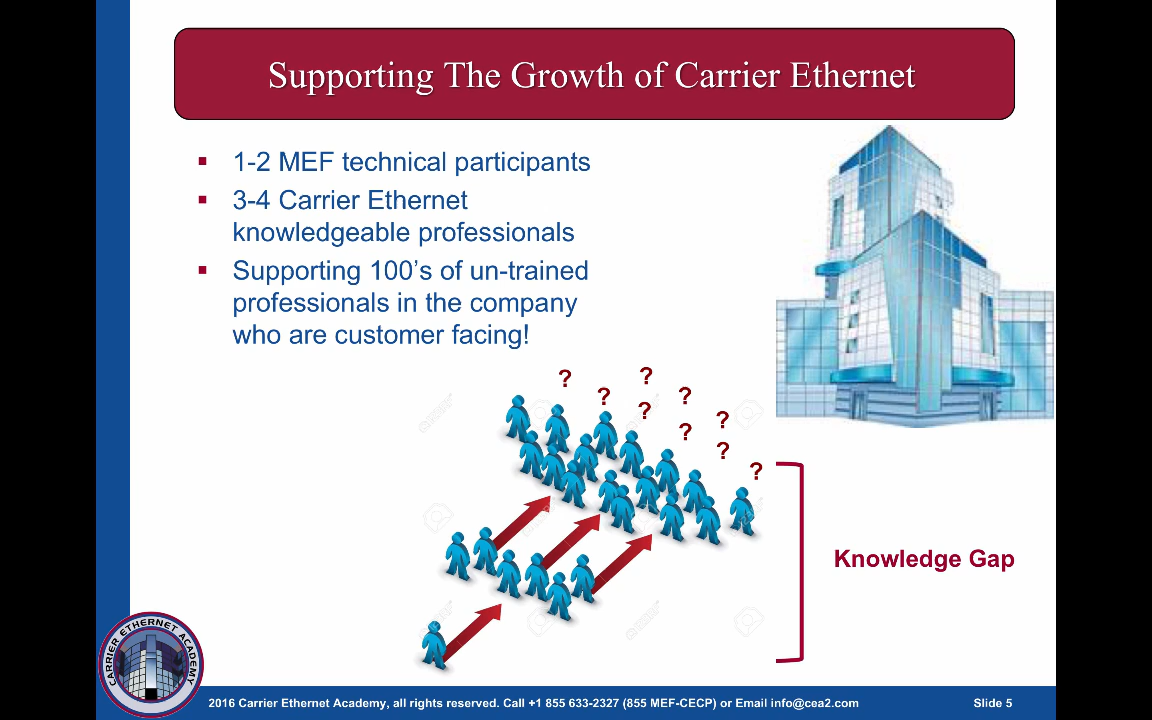 Supporting The Growth of Carrier Ethernet
▪ 1-2 MEF technical participants
▪ 3-4 Carrier Ethernet
knowledgeable professionals
▪ Supporting 100’s of un-trained
professionals in the company
who are customer facing!
? ? ? ? ? ? ? ? ? ?
Knowledge Gap
CARRIER ETHERNET ACADEMY
2016 Carrier Ethernet Academy, all rights reserved. Call +1 855 633-2327 (855 MEF-CECP) or Email info@cea2.com
Slide 5